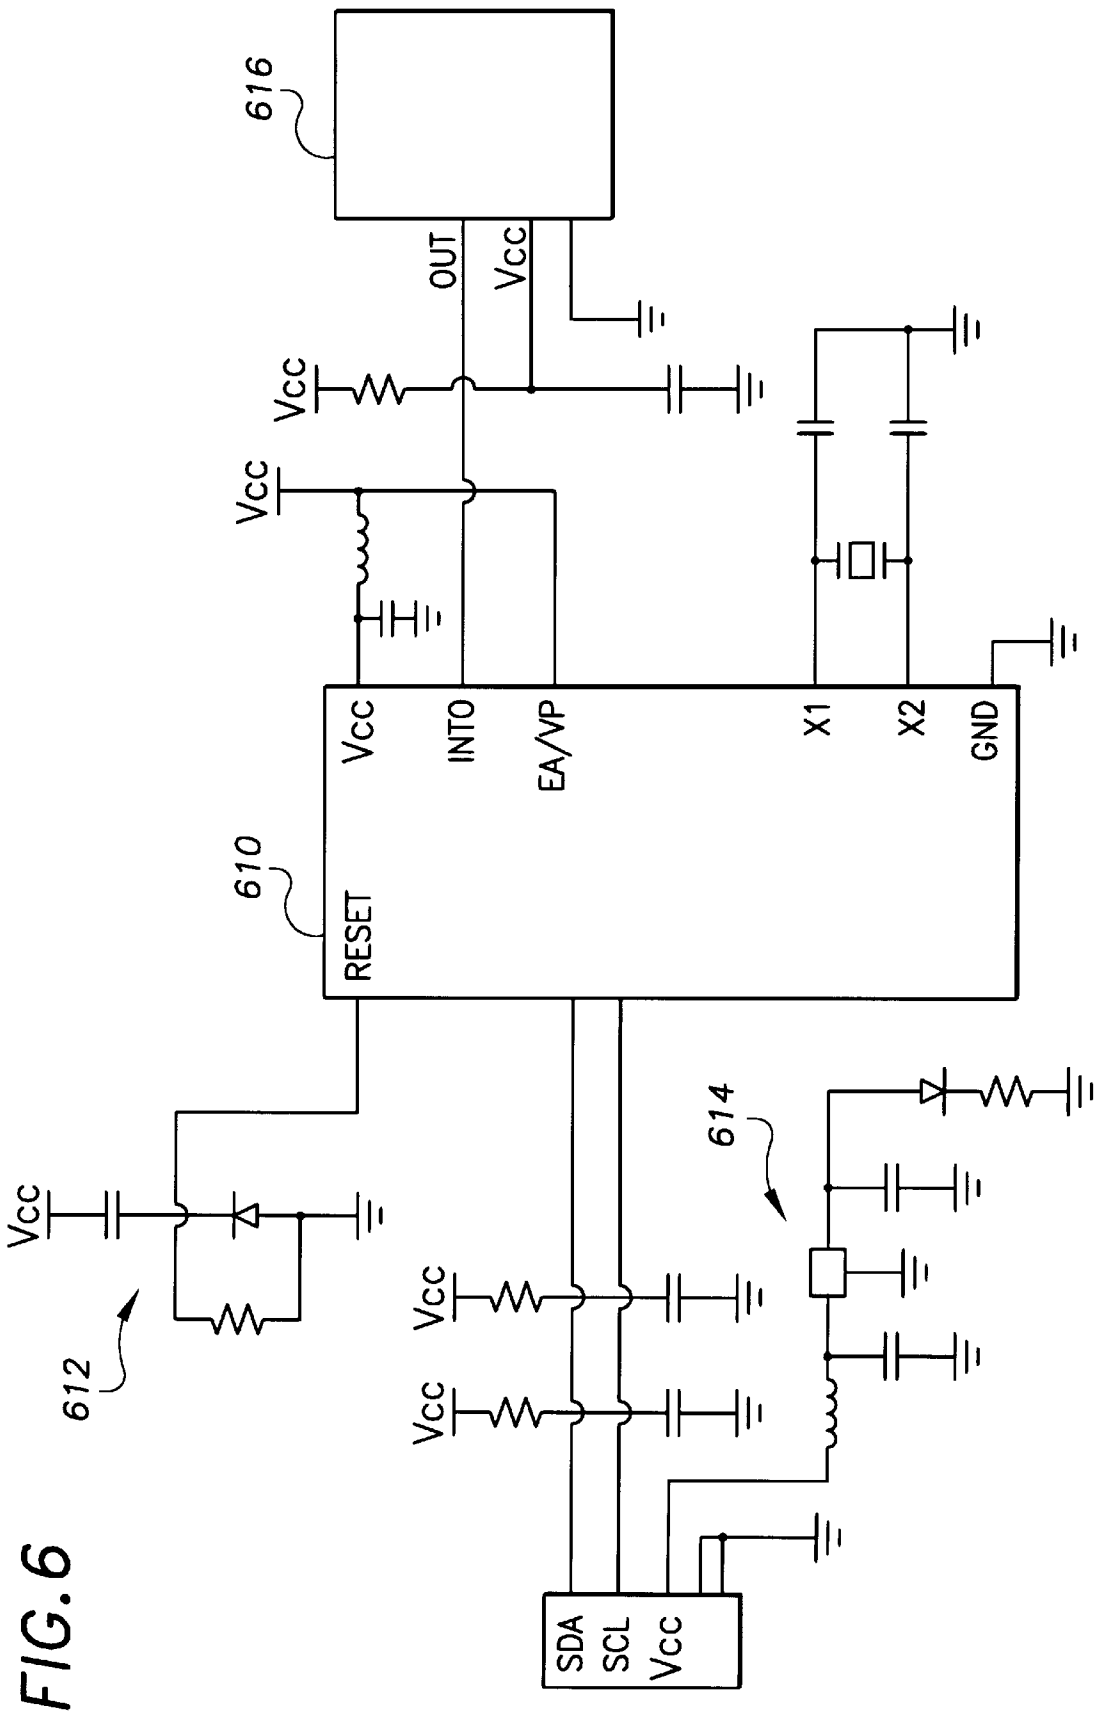 FIG.6
612
VCC
RESET
610
VCC
VCC
616
VCC
INTO
EA/VP
OUT
VCC
VCC
VCC
SDA
SCL
VCC
614
X1
X2
GND